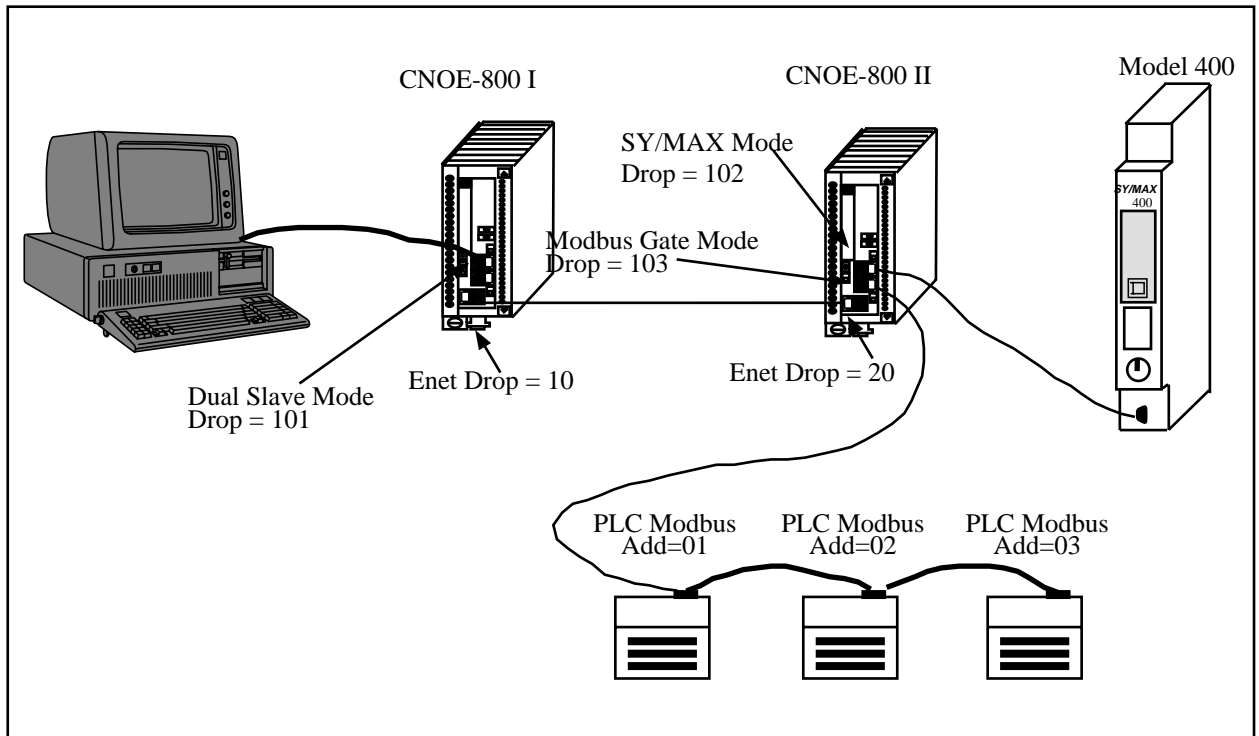 CNOE-800 I
CNOE-800 II
Model 400
SY/MAX Mode
Drop = 102
SY/MAX
400
Modbus Gate Mode
Drop = 103
Enet Drop = 10
Enet Drop = 20
Dual Slave Mode
Drop = 101
PLC Modbus
Add=01
PLC Modbus
Add=02
PLC Modbus
Add=03